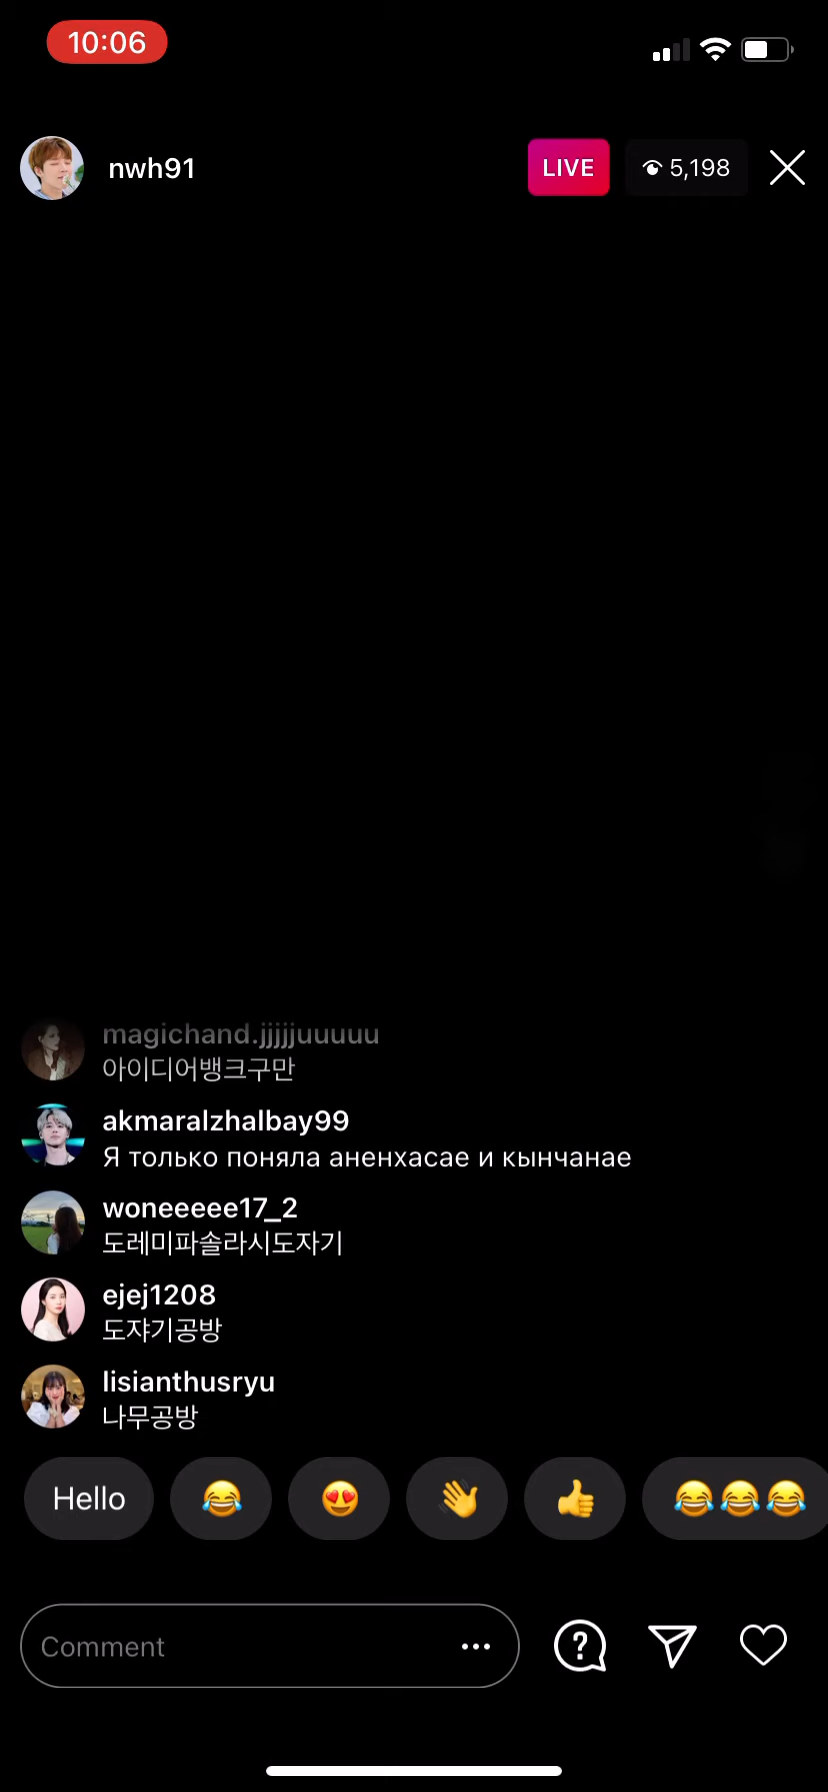 10:06
nwh91
LIVE
5,198
magichand.jjjjjuuuuu
아이디어뱅크구만
akmaralzhalbay99
Я только поняла аненхасае и кынчанае
woneeeee17_2
도레미파솔라시도자기
ejej1208
도쟈기공방
lisianthusryu
나무공방
Hello
Comment